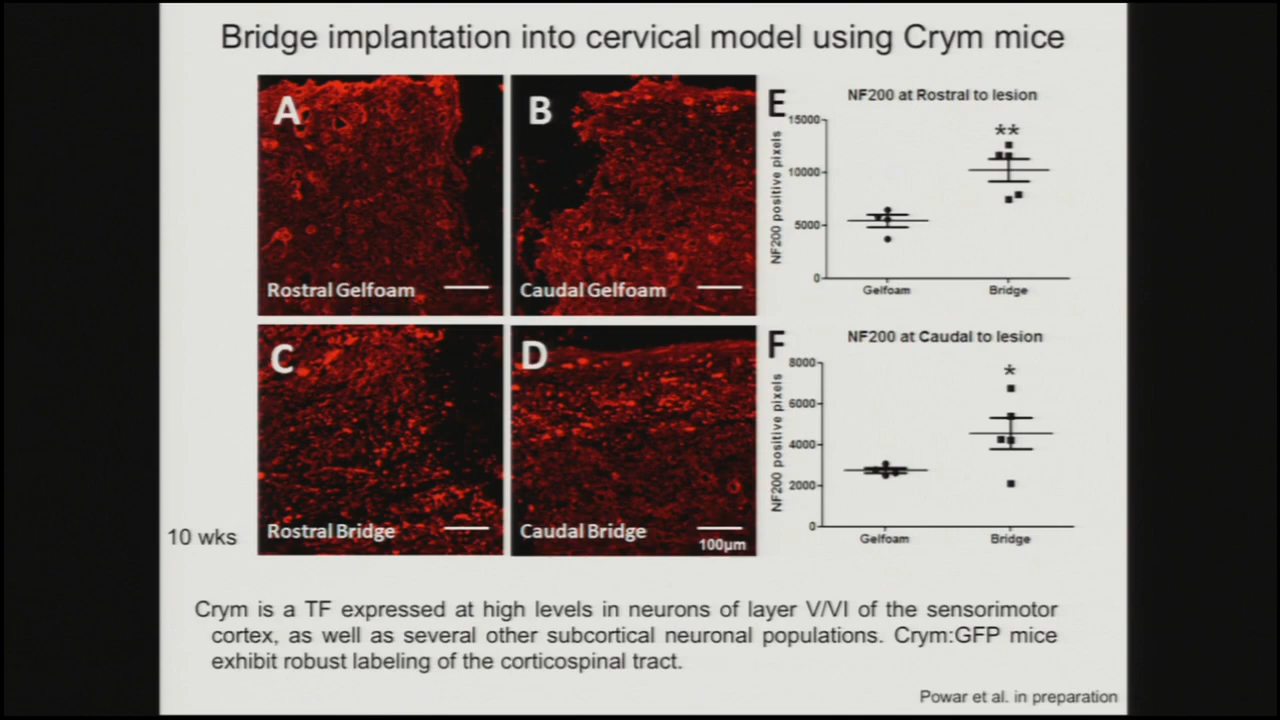 Bridge implantation into cervical model using Crym mice
A
Rostral Gelfoam
B
Caudal Gelfoam
C
Rostral Bridge
D
Caudal Bridge
100µm
10 wks
E
NF200 at Rostral to lesion
NF200 positive pixels
15000
10000
5000
0
**
Gelfoam
Bridge
F
NF200 at Caudal to lesion
NF200 positive pixels
8000
6000
4000
2000
0
*
Gelfoam
Bridge
Crym is a TF expressed at high levels in neurons of layer V/VI of the sensorimotor
cortex, as well as several other subcortical neuronal populations. Crym:GFP mice
exhibit robust labeling of the corticospinal tract.
Powar et al. in preparation